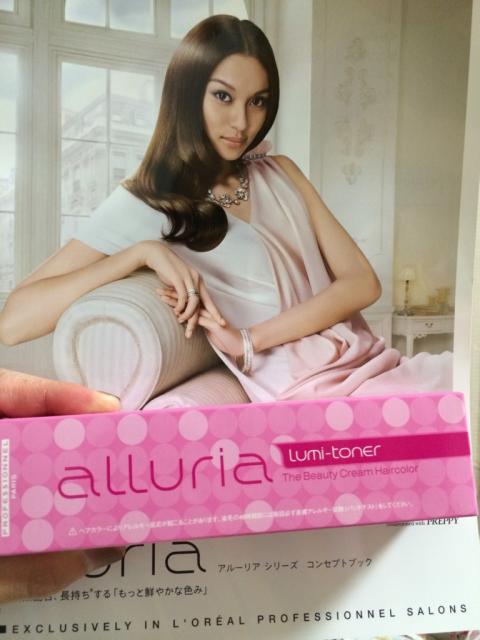 PROFESSIONNEL
PARIS
alluria
Lumi-toner
The Beauty Cream Haircolor
with PREPPY
uria
アルーリア シリーズ コンセプトブック
長持ち*する「もっと鮮やかな色み」
EXCLUSIVELY IN L'ORÉAL PROFESSIONNEL SALONS